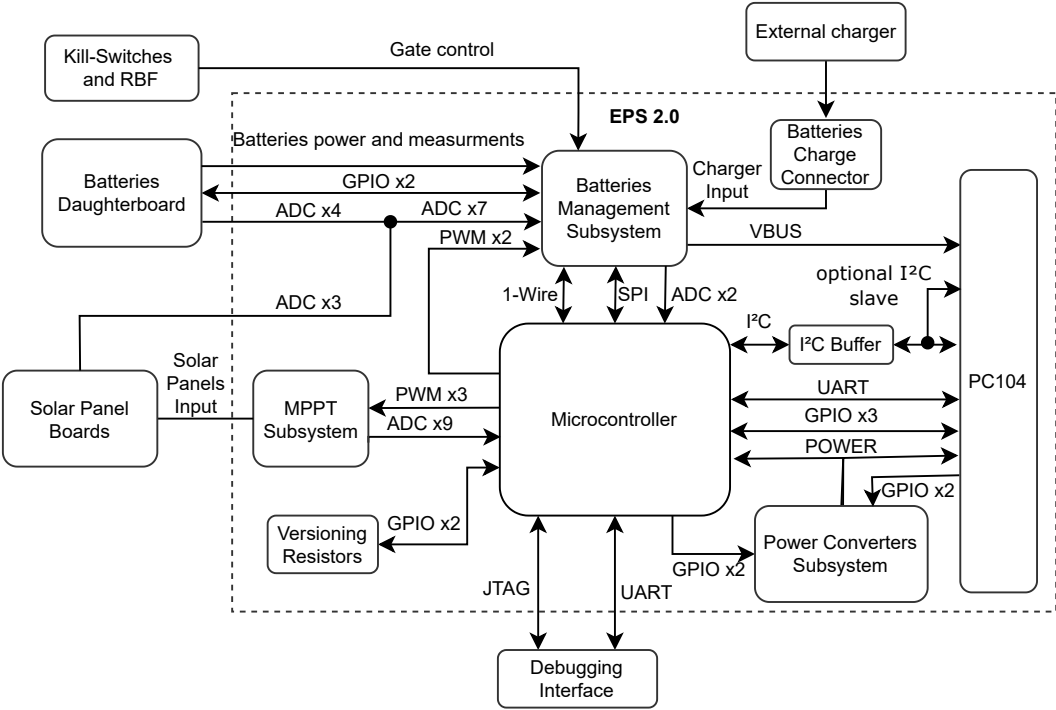 External charger
Kill-Switches
and RBF
Gate control
EPS 2.0
Batteries
Charge
Connector
Batteries power and measurments
Batteries
Daughterboard
GPIO x2
ADC x4
ADC x7
PWM x2
Batteries
Management
Subsystem
Charger
Input
VBUS
optional I²C
slave
1-Wire
SPI
ADC x2
ADC x3
I²C
I²C Buffer
PC104
Solar
Panels
Input
Solar Panel
Boards
MPPT
Subsystem
PWM x3
ADC x9
Microcontroller
UART
GPIO x3
POWER
GPIO x2
Versioning
Resistors
GPIO x2
Power Converters
Subsystem
GPIO x2
JTAG
UART
Debugging
Interface